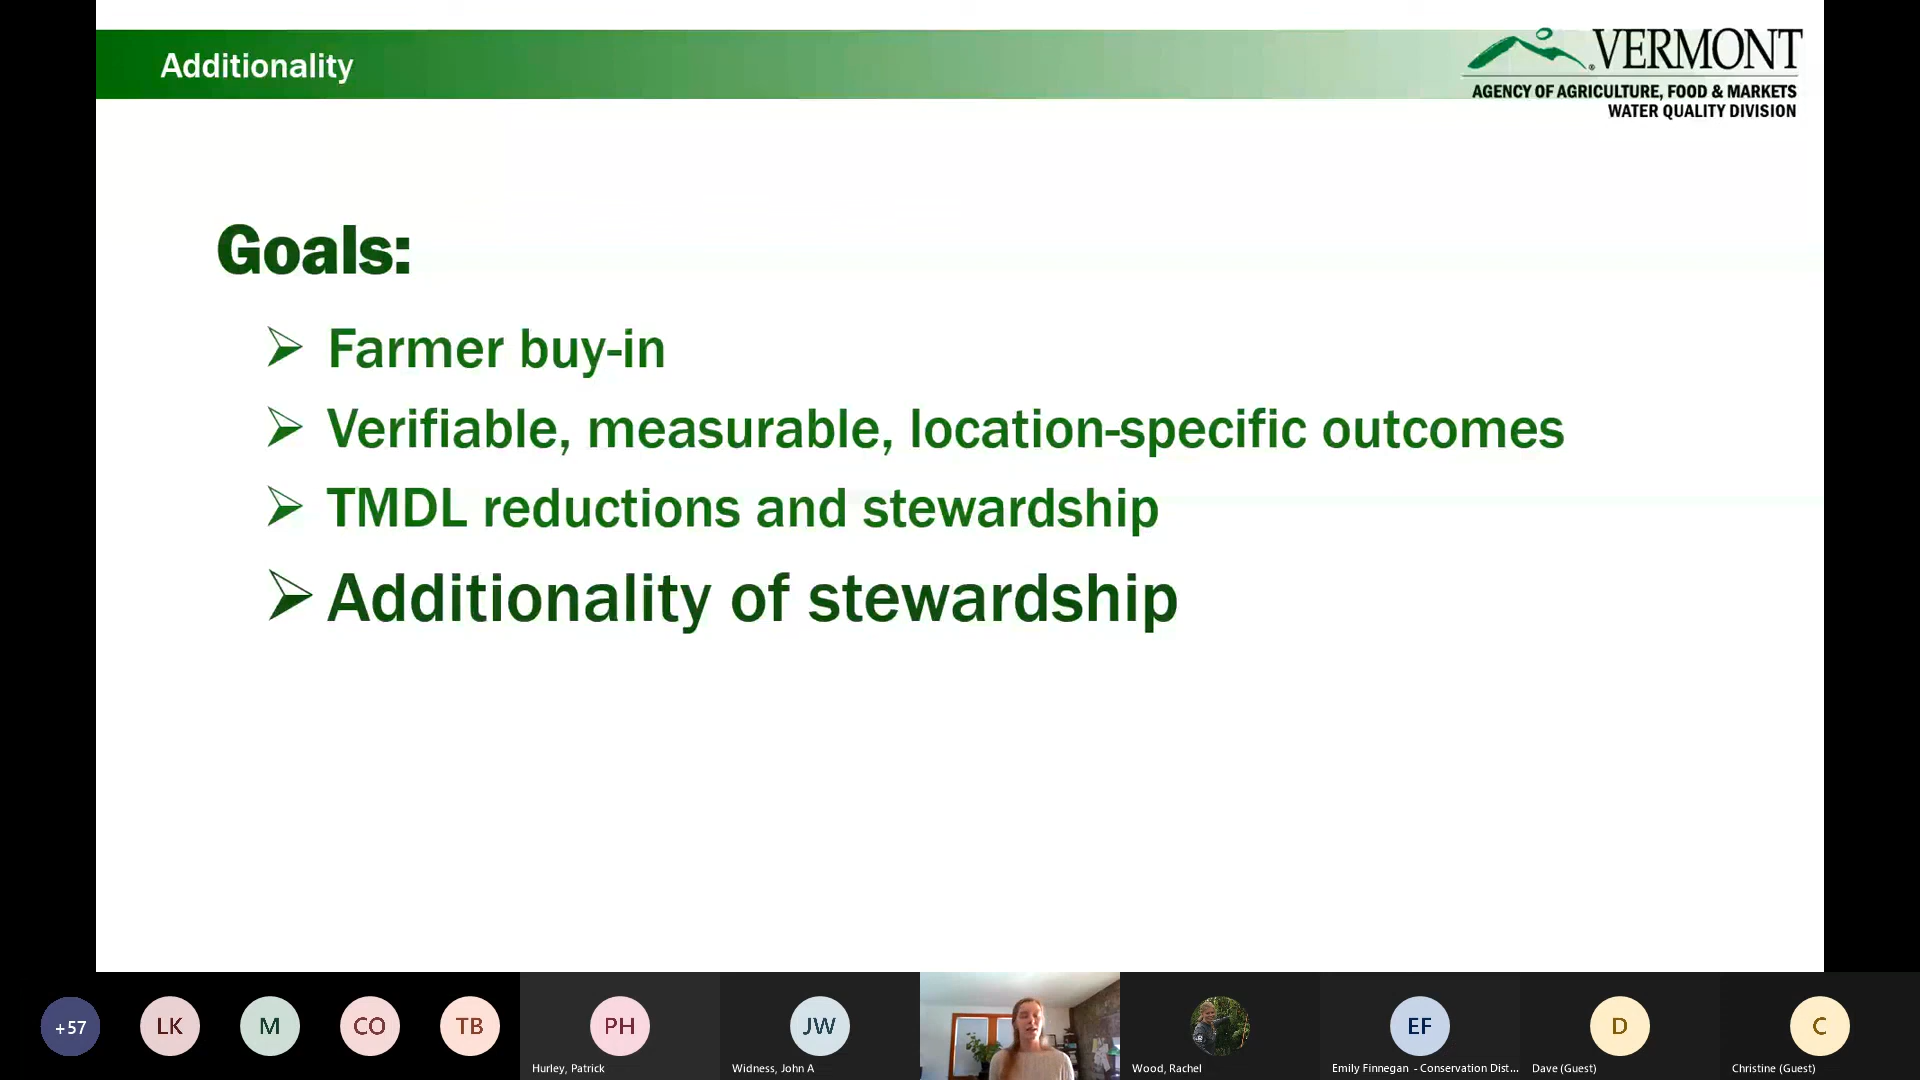 Additionality
VERMONT
AGENCY OF AGRICULTURE, FOOD & MARKETS
WATER QUALITY DIVISION
Goals:
Farmer buy-in
Verifiable, measurable, location-specific outcomes
TMDL reductions and stewardship
Additionality of stewardship
+57
LK
M
CO
TB
PH
JW
EF
D
C
Hurley, Patrick
Widness, John A
Wood, Rachel
Emily Finnegan - Conservation Dist...
Dave (Guest)
Christine (Guest)